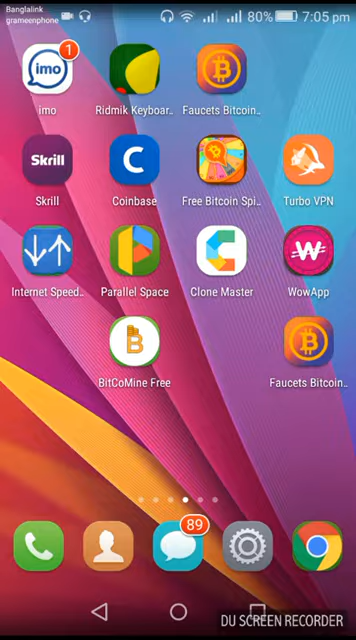 Banglalink
grameenphone
80%
7:05 pm
imo
1
imo
Ridmik Keyboar..
Faucets Bitcoin..
Skrill
Skrill
C
Coinbase
Free Bitcoin Spi..
Turbo VPN
Internet Speed..
Parallel Space
Clone Master
W
WowApp
BitCoMine Free
Faucets Bitcoin..
89
DU SCREEN RECORDER